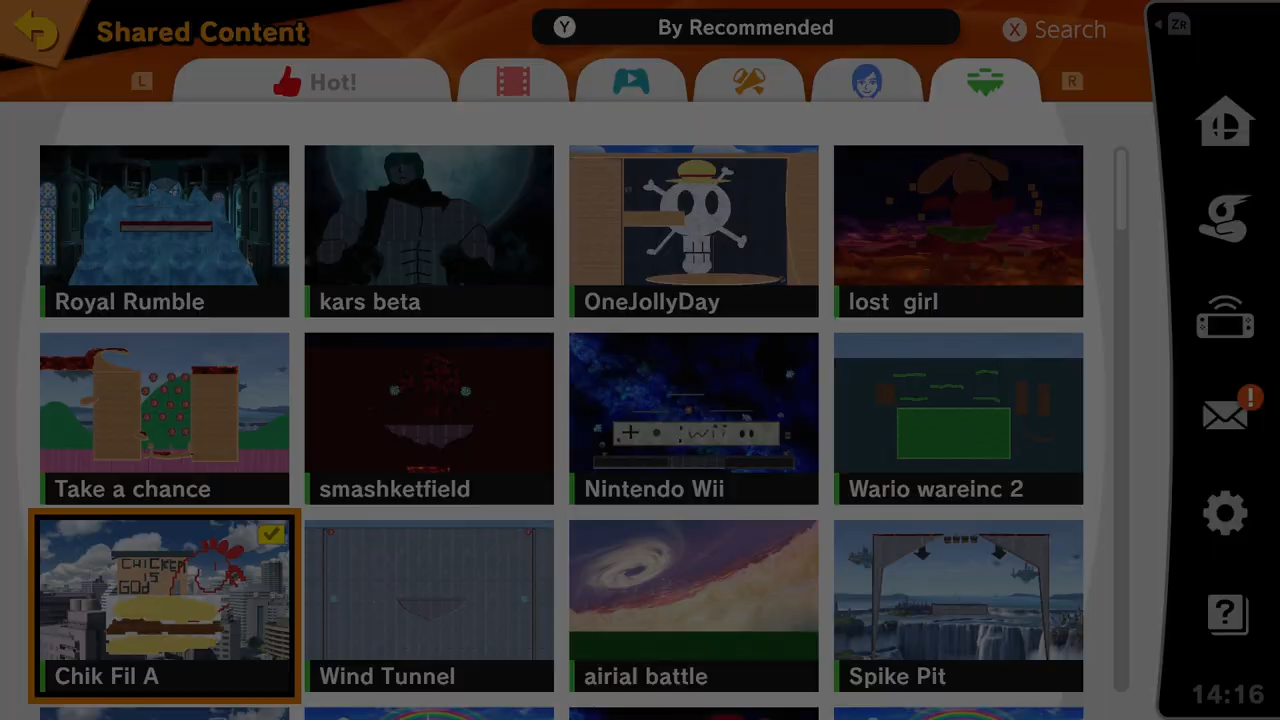 Shared Content
Y By Recommended
X Search
ZR
L
Hot!
R
Royal Rumble
kars beta
OneJollyDay
lost girl
Take a chance
smashketfield
Wii
Nintendo Wii
Wario wareinc 2
CHICKEN
iS
GOd
Chik Fil A
Wind Tunnel
airial battle
Spike Pit
14:16